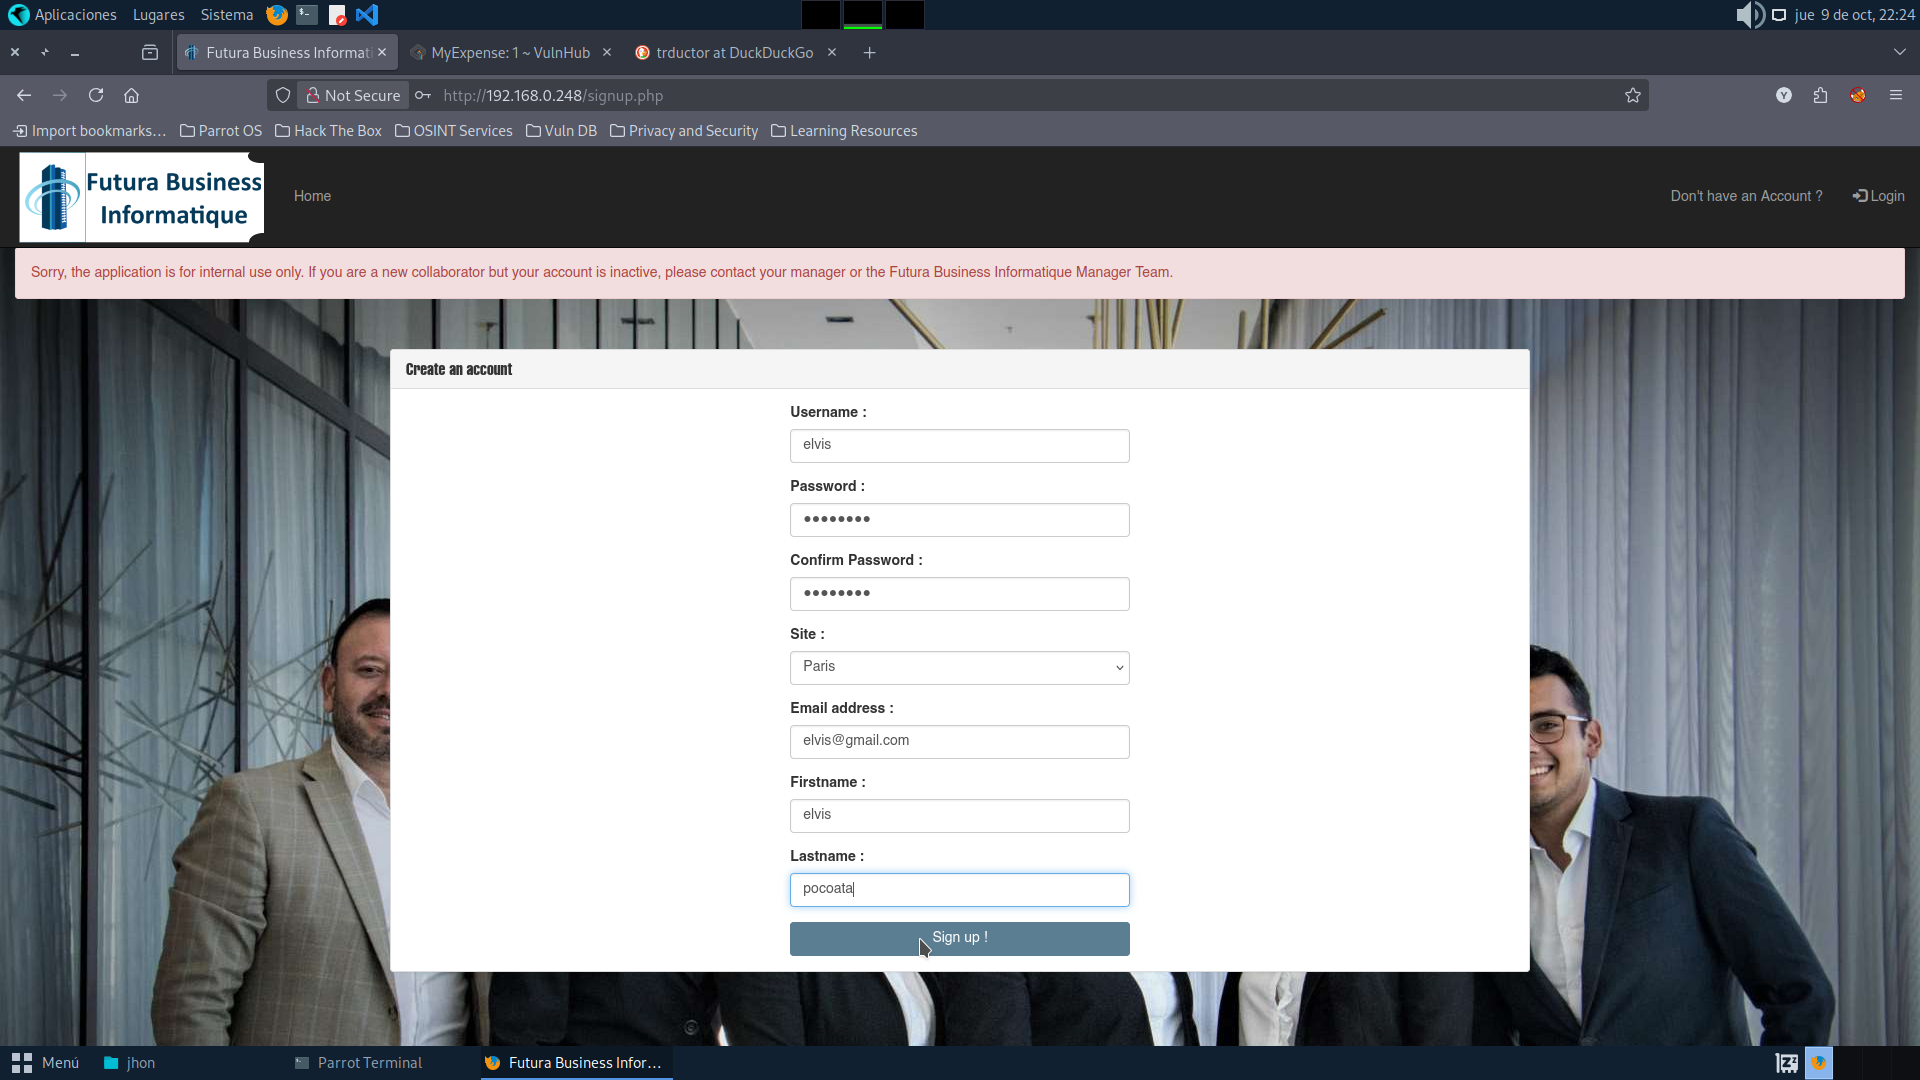 Aplicaciones Lugares Sistema
jue 9 de oct, 22:24
Futura Business Informati
MyExpense: 1 ~ VulnHub
trductor at DuckDuckGo
Not Secure
http://192.168.0.248/signup.php
Y
Import bookmarks...
Parrot OS
Hack The Box
OSINT Services
Vuln DB
Privacy and Security
Learning Resources
Futura Business
Informatique
Home
Don't have an Account ?
Login
Sorry, the application is for internal use only. If you are a new collaborator but your account is inactive, please contact your manager or the Futura Business Informatique Manager Team.
Create an account
Username :
elvis
Password :
••••••••
Confirm Password :
••••••••
Site :
Paris
Email address :
elvis@gmail.com
Firstname :
elvis
Lastname :
pocoata
Sign up !
Menú
jhon
Parrot Terminal
Futura Business Infor...